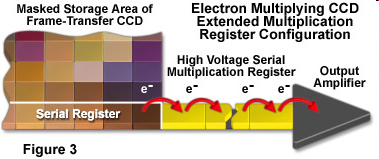 Masked Storage Area of
Frame-Transfer CCD
Electron Multiplying CCD
Extended Multiplication
Register Configuration
High Voltage Serial
Multiplication Register
Output
Amplifier
e-
e-
e-
e-
Serial Register
Figure 3